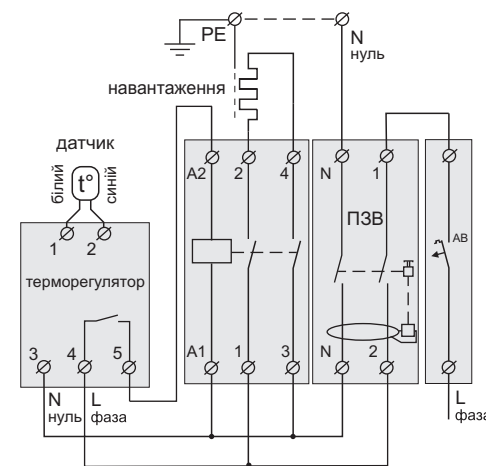 PE
N
нуль
навантаження
датчик
білий
t°
синій
A2
2
4
N
1
ПЗВ
AB
1
2
терморегулятор
3
4
5
A1
1
3
N
2
N
нуль
L
фаза
L
фаза